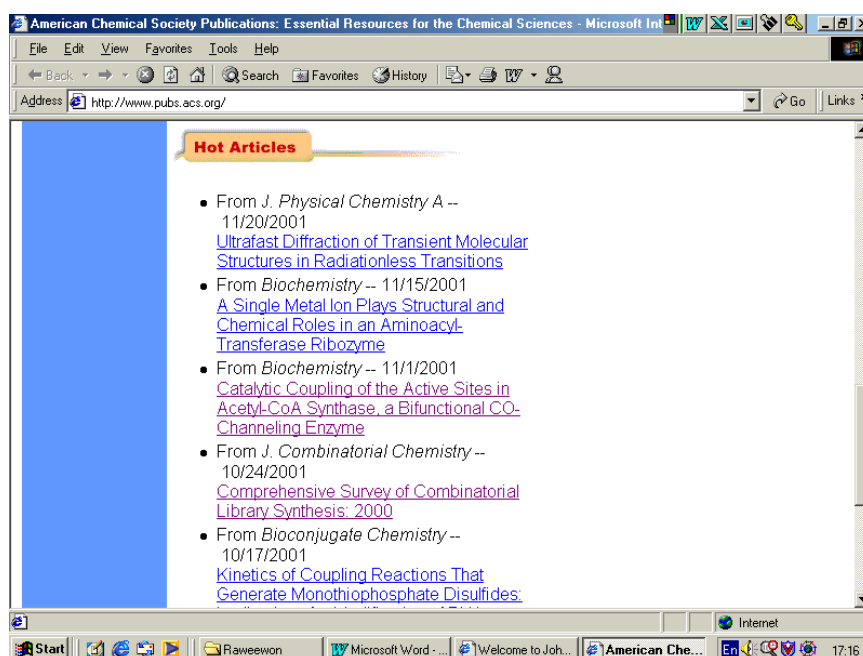 American Chemical Society Publications: Essential Resources for the Chemical Sciences - Microsoft Int
File Edit View Favorites Tools Help
Back Search Favorites History
Address http://www.pubs.acs.org/ Go Links
Hot Articles
From J. Physical Chemistry A --
11/20/2001
Ultrafast Diffraction of Transient Molecular
Structures in Radiationless Transitions
From Biochemistry -- 11/15/2001
A Single Metal Ion Plays Structural and
Chemical Roles in an Aminoacyl-
Transferase Ribozyme
From Biochemistry -- 11/1/2001
Catalytic Coupling of the Active Sites in
Acetyl-CoA Synthase, a Bifunctional CO-
Channeling Enzyme
From J. Combinatorial Chemistry --
10/24/2001
Comprehensive Survey of Combinatorial
Library Synthesis: 2000
From Bioconjugate Chemistry --
10/17/2001
Kinetics of Coupling Reactions That
Generate Monothiophosphate Disulfides:
Internet
Start Raweewon Microsoft Word - ... Welcome to Joh... American Che... En 17:16